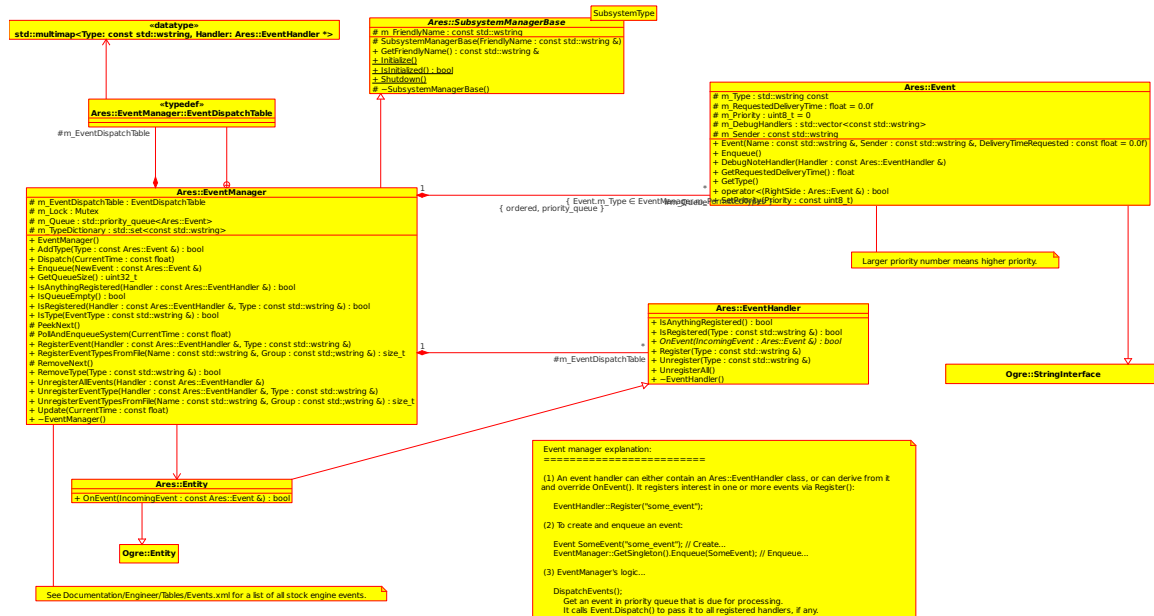 SubsystemType
«datatype»
std::multimap<Type: const std::wstring, Handler: Ares::EventHandler *>
Ares::SubsystemManagerBase
# m_FriendlyName : const std::wstring
# SubsystemManagerBase(FriendlyName : const std::wstring &)
+ GetFriendlyName() : const std::wstring &
+ Initialize()
+ IsInitialized() : bool
+ Shutdown()
# ~SubsystemManagerBase()
«typedef»
Ares::EventManager::EventDispatchTable
#m_EventDispatchTable
Ares::Event
# m_Type : std::wstring const
# m_RequestedDeliveryTime : float = 0.0f
# m_Priority : uint8_t = 0
# m_DebugHandlers : std::vector<const std::wstring>
# m_Sender : const std::wstring
+ Event(Name : const std::wstring &, Sender : const std::wstring &, DeliveryTimeRequested : const float = 0.0f)
+ Enqueue()
+ DebugNoteHandler(Handler : const Ares::EventHandler &)
+ GetRequestedDeliveryTime() : float
+ GetType()
+ operator<(RightSide : Ares::Event &) : bool
+ SetPriority(Priority : const uint8_t)
1
*
{ Event.m_Type ∈ EventManager.m_
#m_Queue
{ ordered, priority_queue }
Ares::EventManager
# m_EventDispatchTable : EventDispatchTable
# m_Lock : Mutex
# m_Queue : std::priority_queue<Ares::Event>
# m_TypeDictionary : std::set<const std::wstring>
+ EventManager()
+ AddType(Type : const Ares::Event &) : bool
+ Dispatch(CurrentTime : const float)
+ Enqueue(NewEvent : const Ares::Event &)
+ GetQueueSize() : uint32_t
+ IsAnythingRegistered(Handler : const Ares::EventHandler &) : bool
+ IsQueueEmpty() : bool
+ IsRegistered(Handler : const Ares::EventHandler &, Type : const std::wstring &) : bool
+ IsType(EventType : const std::wstring &) : bool
# PeekNext()
# PollAndEnqueueSystem(CurrentTime : const float)
+ RegisterEvent(Handler : const Ares::EventHandler &, Type : const std::wstring &)
+ RegisterEventTypesFromFile(Name : const std::wstring &, Group : const std:;wstring &) : size_t
# RemoveNext()
+ RemoveType(Type : const std::wstring &) : bool
+ UnregisterAllEvents(Handler : const Ares::EventHandler &)
+ UnregisterEventType(Handler : const Ares::EventHandler &, Type : const std::wstring &)
+ UnregisterEventTypesFromFile(Name : const std::wstring &, Group : const std:;wstring &) : size_t
+ Update(CurrentTime : const float)
+ ~EventManager()
Larger priority number means higher priority.
Ares::EventHandler
+ IsAnythingRegistered() : bool
+ IsRegistered(Type : const std::wstring &) : bool
+ OnEvent(IncomingEvent : Ares::Event &) : bool
+ Register(Type : const std::wstring &)
+ Unregister(Type : const std::wstring &)
+ UnregisterAll()
+ ~EventHandler()
1
*
#m_EventDispatchTable
Ogre::StringInterface
Ares::Entity
+ OnEvent(IncomingEvent : const Ares::Event &) : bool
Ogre::Entity
See Documentation/Engineer/Tables/Events.xml for a list of all stock engine events.
Event manager explanation:
=========================
(1) An event handler can either contain an Ares::EventHandler class, or can derive from it
and override OnEvent(). It registers interest in one or more events via Register():
EventHandler::Register("some_event");
(2) To create and enqueue an event:
Event SomeEvent("some_event"); // Create...
EventManager::GetSingleton().Enqueue(SomeEvent); // Enqueue...
(3) EventManager's logic...
DispatchEvents();
Get an event in priority queue that is due for processing.
It calls Event.Dispatch() to pass it to all registered handlers, if any.